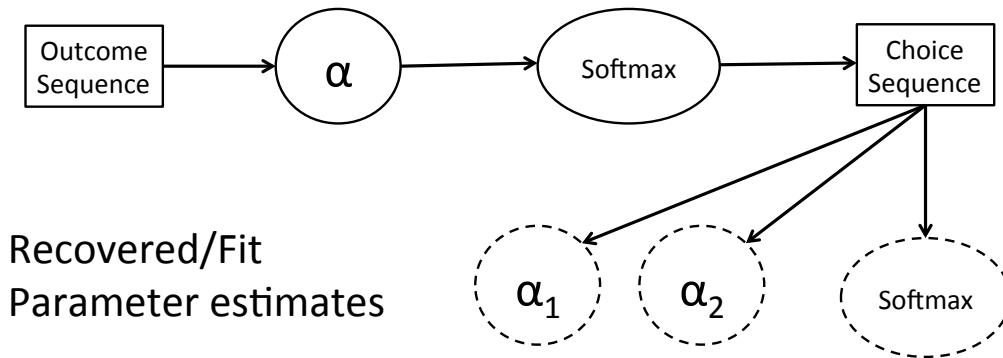 Outcome
Sequence
α
Softmax
Choice
Sequence
Recovered/Fit
Parameter estimates
α₁
α₂
Softmax